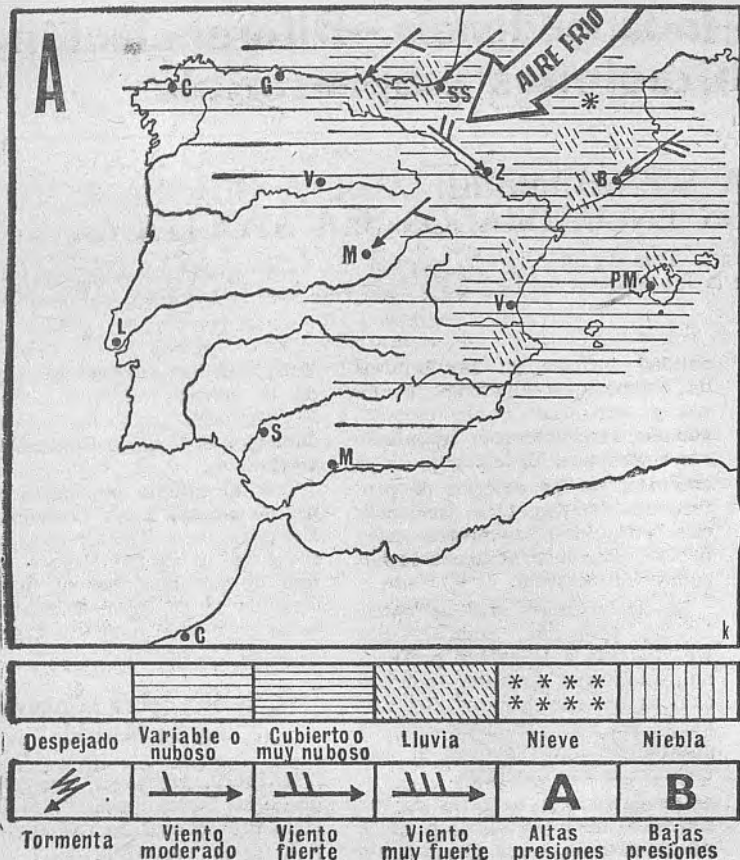 A
AIRE FRIO
C
G
SS
V
Z
B
M
PM
V
L
S
M
C
k
Despejado
Variable o nuboso
Cubierto o muy nuboso
Lluvia
Nieve
Niebla
A
B
Tormenta
Viento moderado
Viento fuerte
Viento muy fuerte
Altas presiones
Bajas presiones